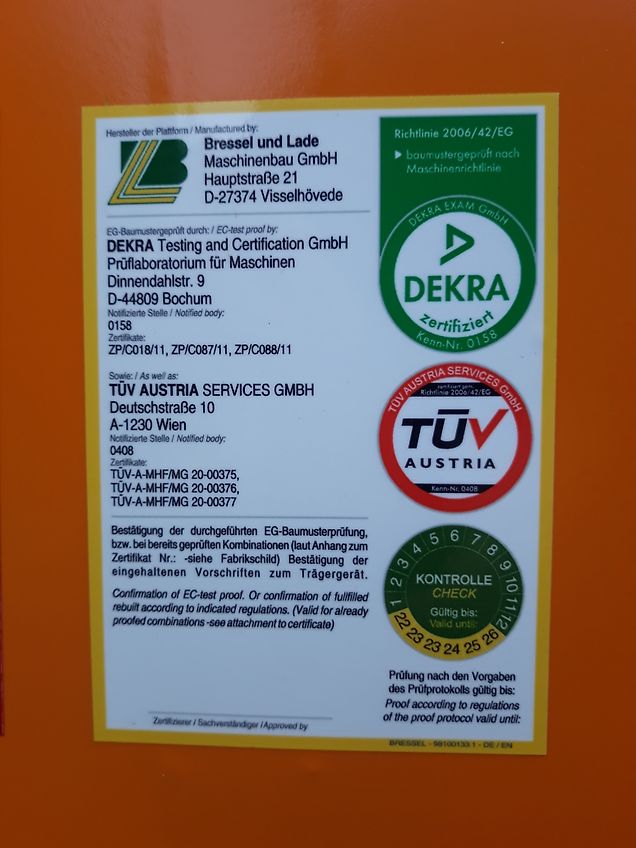 Hersteller der Plattform / Manufactured by:
Bressel und Lade
Maschinenbau GmbH
Hauptstraße 21
D-27374 Visselhövede
EG-Baumustergeprüft durch: / EC-test proof by:
DEKRA Testing and Certification GmbH
Prüflaboratorium für Maschinen
Dinnendahlstr. 9
D-44809 Bochum
Notifizierte Stelle / Notified body:
0158
Zertifikate:
ZP/C018/11, ZP/C087/11, ZP/C088/11
Sowie: / As well as:
TÜV AUSTRIA SERVICES GMBH
Deutschstraße 10
A-1230 Wien
Notifizierte Stelle / Notified body:
0408
Zertifikate:
TÜV-A-MHF/MG 20-00375,
TÜV-A-MHF/MG 20-00376,
TÜV-A-MHF/MG 20-00377
Bestätigung der durchgeführten EG-Baumusterprüfung,
bzw. bei bereits geprüften Kombinationen (laut Anhang zum
Zertifikat Nr.: -siehe Fabrikschild) Bestätigung der
eingehaltenen Vorschriften zum Trägergerät.
Confirmation of EC-test proof. Or confirmation of fullfilled
rebuilt according to indicated regulations. (Valid for already
proofed combinations -see attachment to certificate)
Zertifizierer / Sachverständiger / Approved by
Richtlinie 2006/42/EG
baumustergeprüft nach
Maschinenrichtlinie
DEKRA EXAM GmbH
DEKRA
zertifiziert
Kenn-Nr. 0158
TÜV AUSTRIA SERVICES GmbH
zertifiziert gem.
Richtlinie 2006/42/EG
TÜV
AUSTRIA
Kenn-Nr. 0408
1 2 3 4 5 6 7 8 9 10 11 12
KONTROLLE
CHECK
Gültig bis:
Valid until:
22 23 23 24 25 26
Prüfung nach den Vorgaben
des Prüfprotokolls gültig bis:
Proof according to regulations
of the proof protocol valid until:
BRESSEL - 98100133.1 - DE / EN